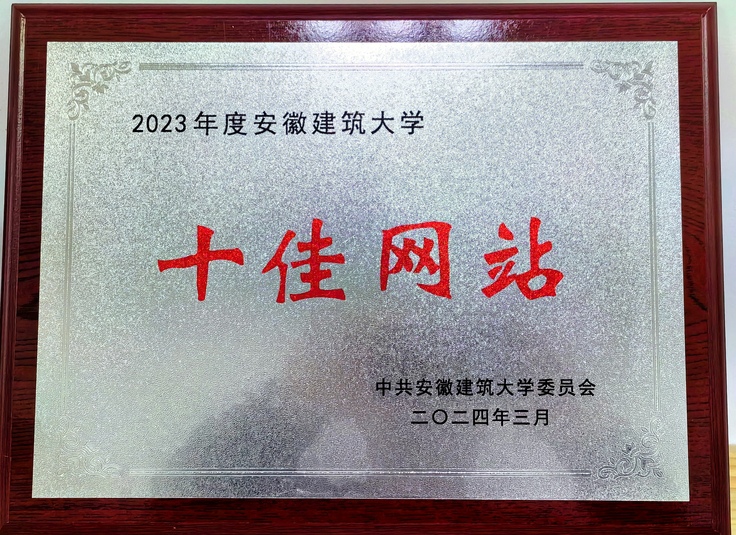 2023年度安徽建筑大学
十佳网站
中共安徽建筑大学委员会
二〇二四年三月